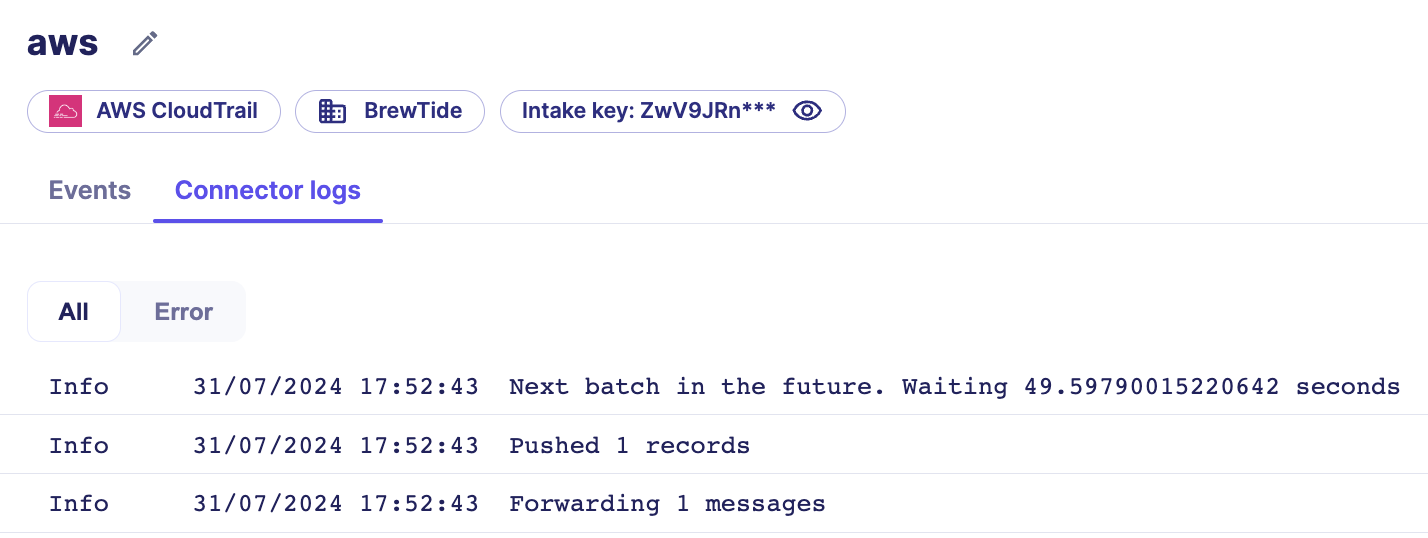 aws
AWS CloudTrail BrewTide Intake key: ZwV9JRn***
Events Connector logs
All Error
Info 31/07/2024 17:52:43 Next batch in the future. Waiting 49.59790015220642 seconds
Info 31/07/2024 17:52:43 Pushed 1 records
Info 31/07/2024 17:52:43 Forwarding 1 messages